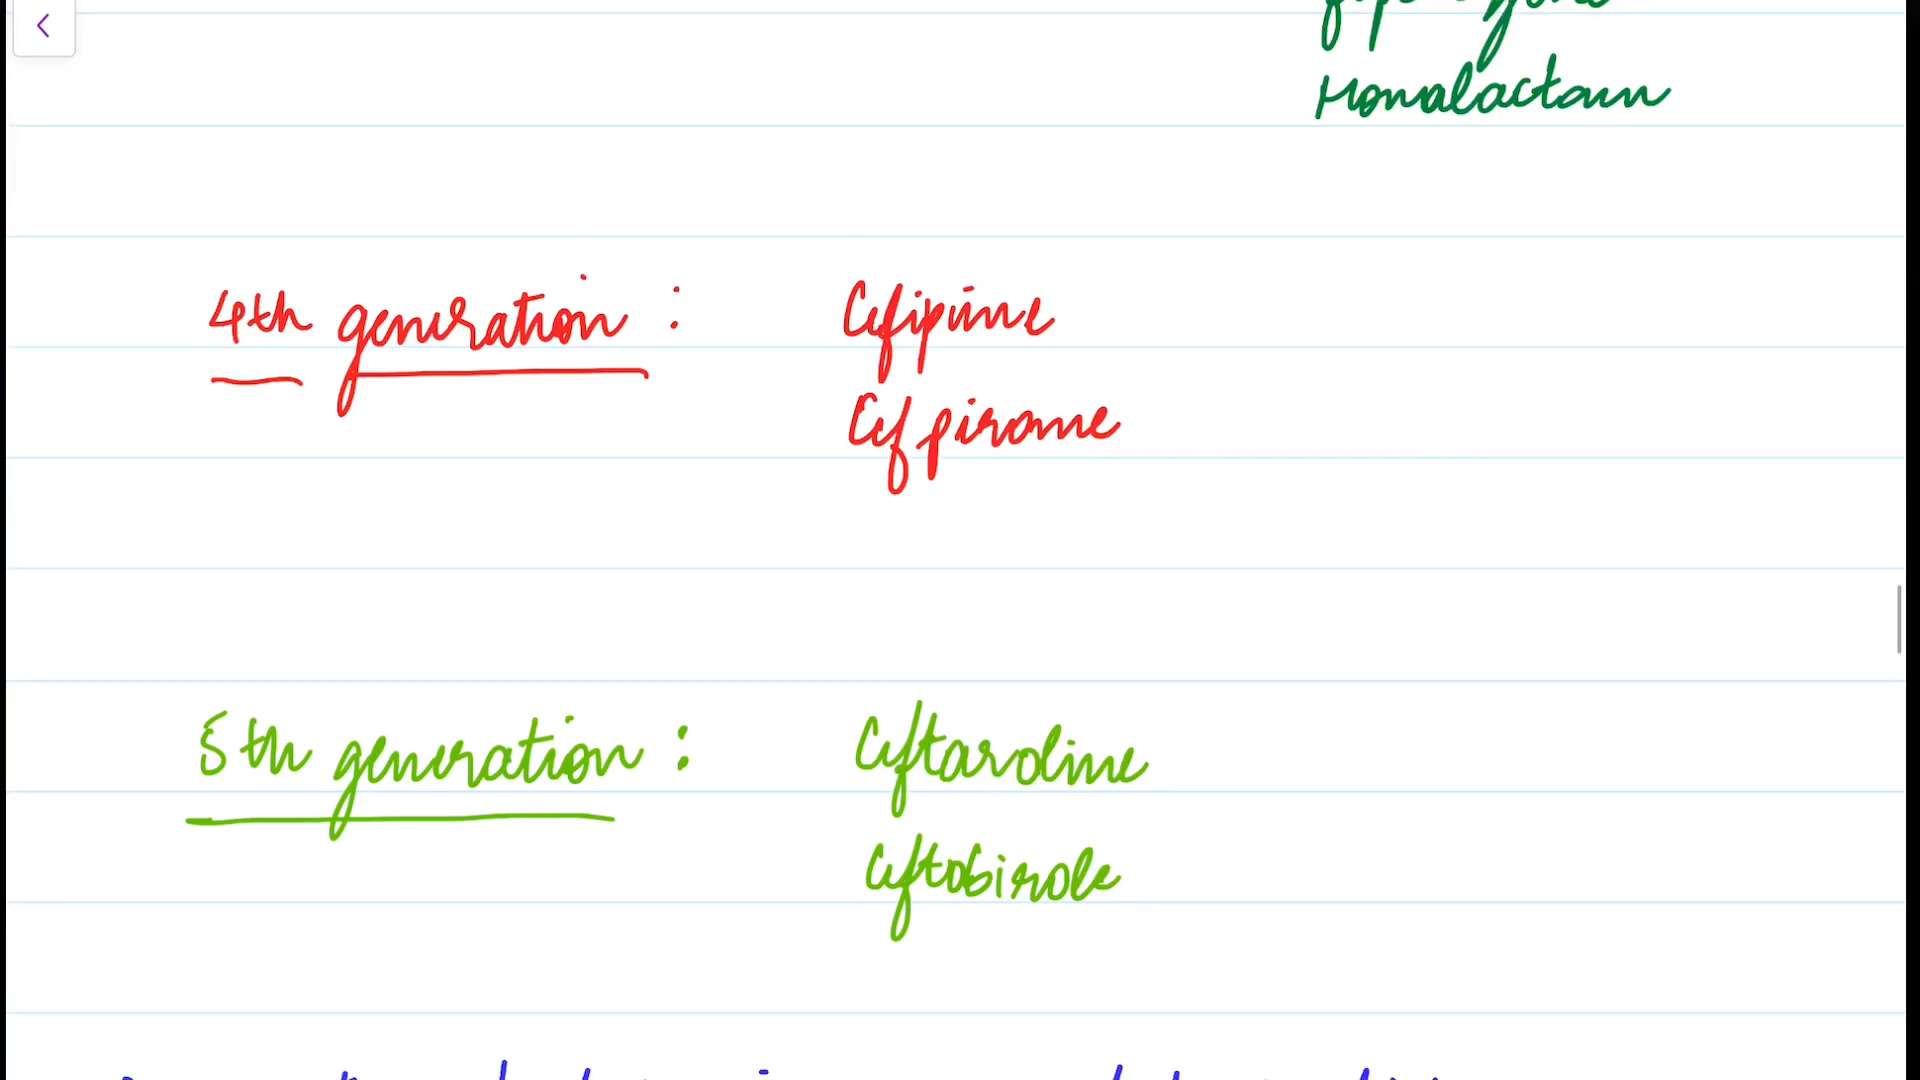 Monolactam
4th generation : Cefipime
Cefpirome
5th generation : Ceftaroline
Ceftobirole